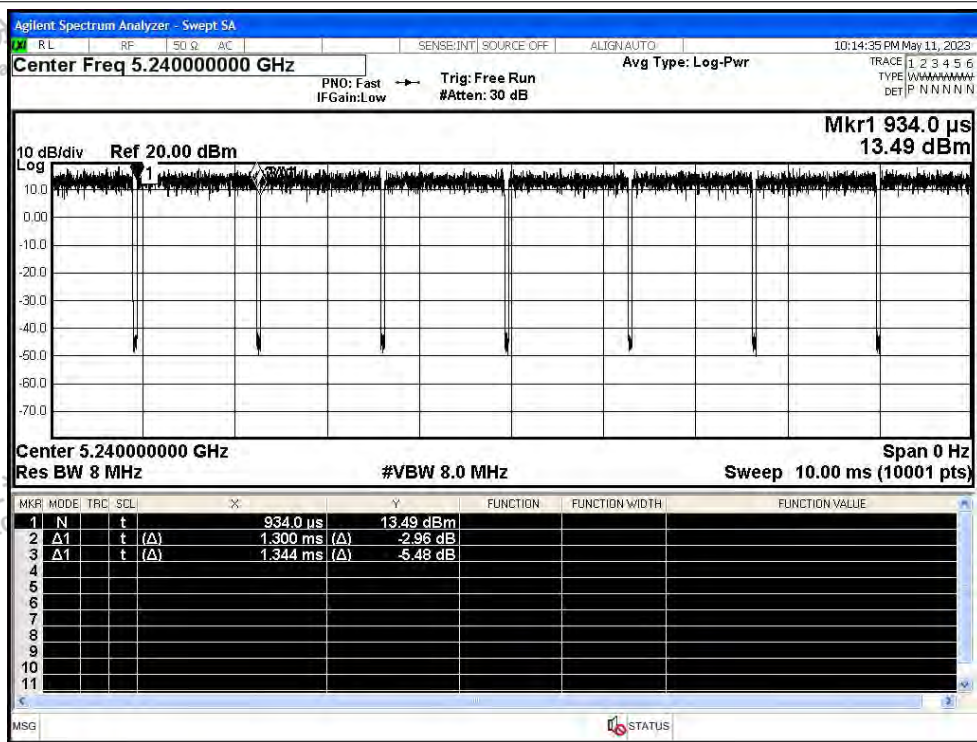 Agilent Spectrum Analyzer - Swept SA
RL RF 50 Ω AC SENSE:INT SOURCE OFF ALIGN AUTO 10:14:35 PM May 11, 2023
Center Freq 5.240000000 GHz
PNO: Fast
IFGain:Low
Trig: Free Run
#Atten: 30 dB
Avg Type: Log-Pwr
TRACE 1 2 3 4 5 6
TYPE
DET P N N N N N
Mkr1 934.0 µs
13.49 dBm
10 dB/div Ref 20.00 dBm
Log
1
10.0
0.00
-10.0
-20.0
-30.0
-40.0
-50.0
-60.0
-70.0
Center 5.240000000 GHz Span 0 Hz
Res BW 8 MHz #VBW 8.0 MHz Sweep 10.00 ms (10001 pts)
MKR MODE TRC SCL X Y FUNCTION FUNCTION WIDTH FUNCTION VALUE
1 N t 934.0 µs 13.49 dBm
2 Δ1 t (Δ) 1.300 ms (Δ) -2.96 dB
3 Δ1 t (Δ) 1.344 ms (Δ) -5.48 dB
4
5
6
7
8
9
10
11
MSG STATUS